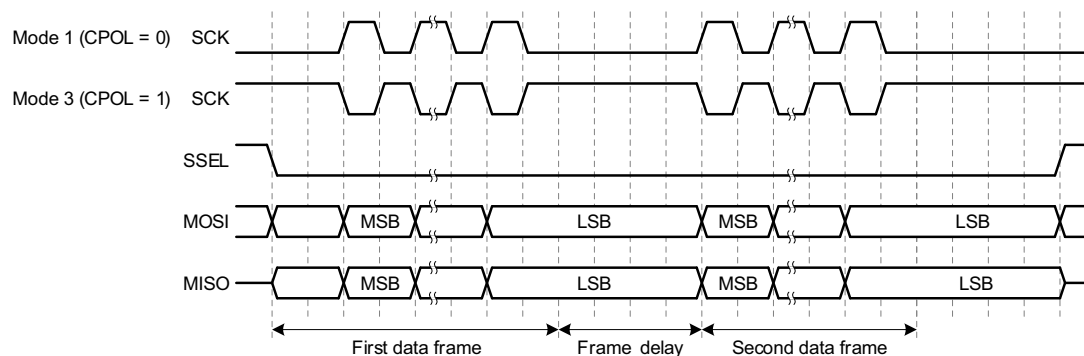 Mode 1 (CPOL = 0) SCK
Mode 3 (CPOL = 1) SCK
SSEL
MOSI MSB LSB MSB LSB
MISO MSB LSB MSB LSB
First data frame Frame delay Second data frame